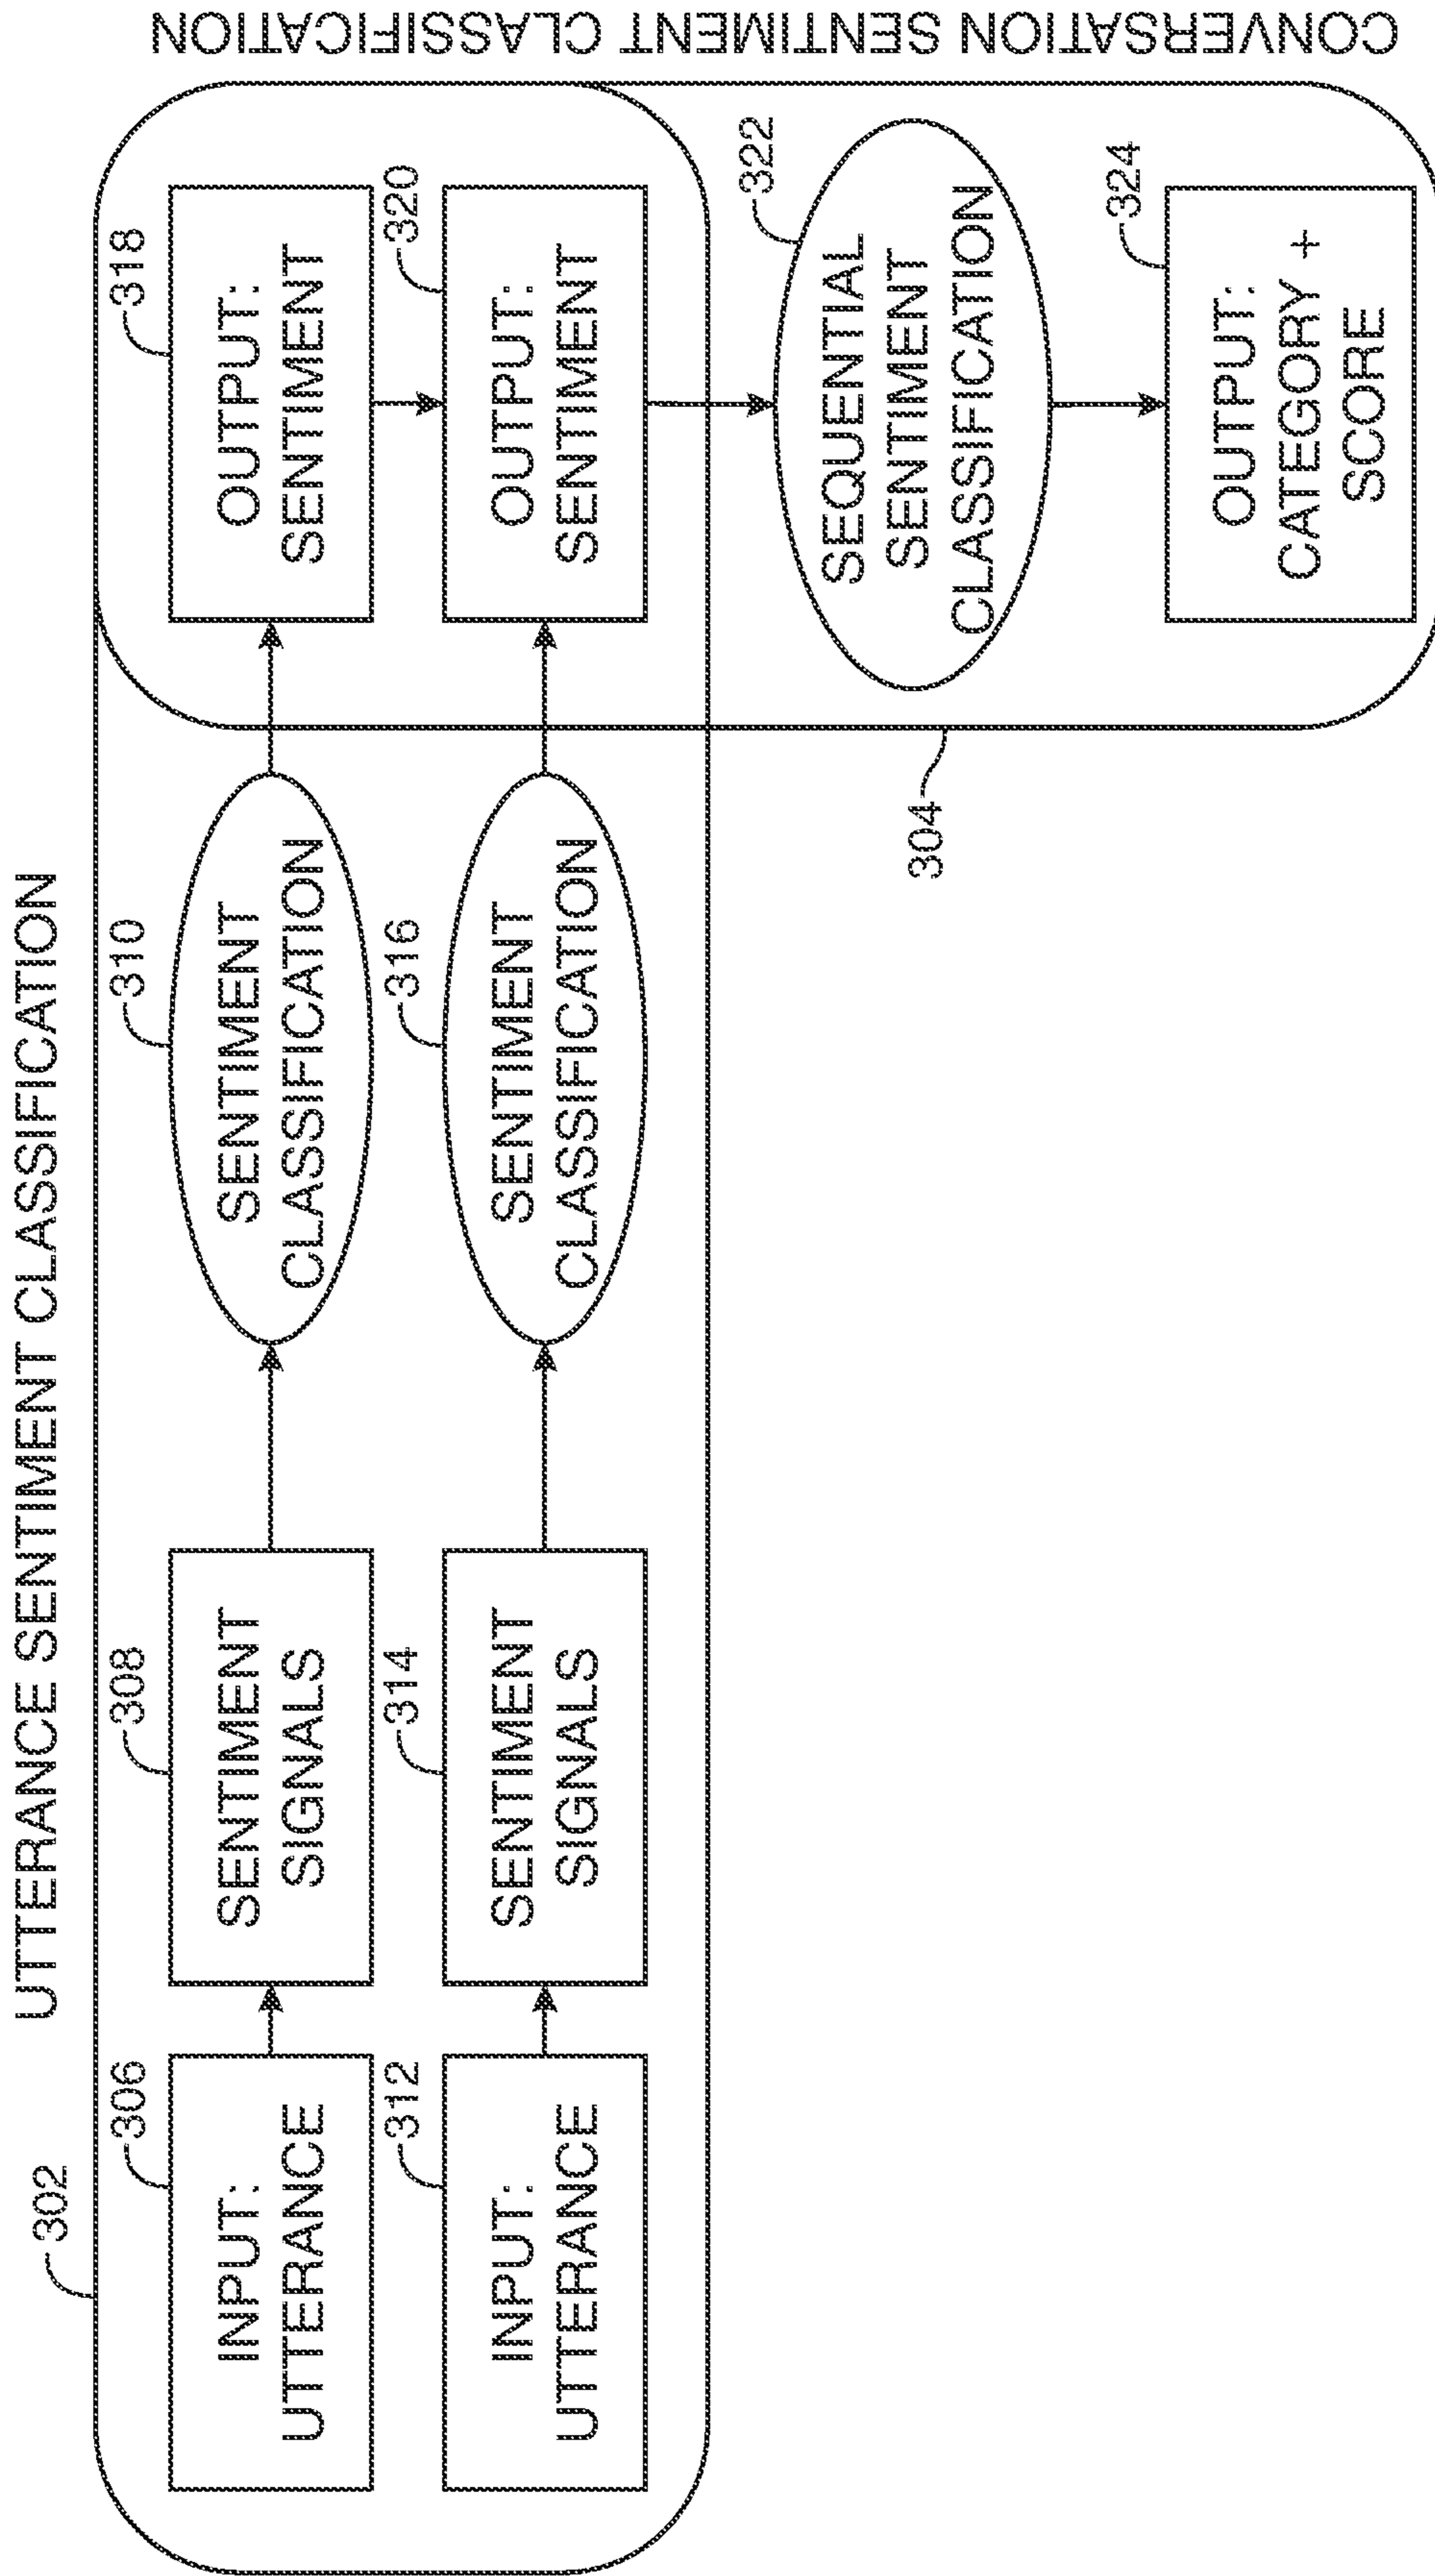 UTTERANCE SENTIMENT CLASSIFICATION
302
306
INPUT:
UTTERANCE
308
SENTIMENT
SIGNALS
310
SENTIMENT
CLASSIFICATION
318
OUTPUT:
SENTIMENT
312
INPUT:
UTTERANCE
314
SENTIMENT
SIGNALS
316
SENTIMENT
CLASSIFICATION
320
OUTPUT:
SENTIMENT
322
SEQUENTIAL
SENTIMENT
CLASSIFICATION
304
324
OUTPUT:
CATEGORY +
SCORE
CONVERSATION SENTIMENT CLASSIFICATION